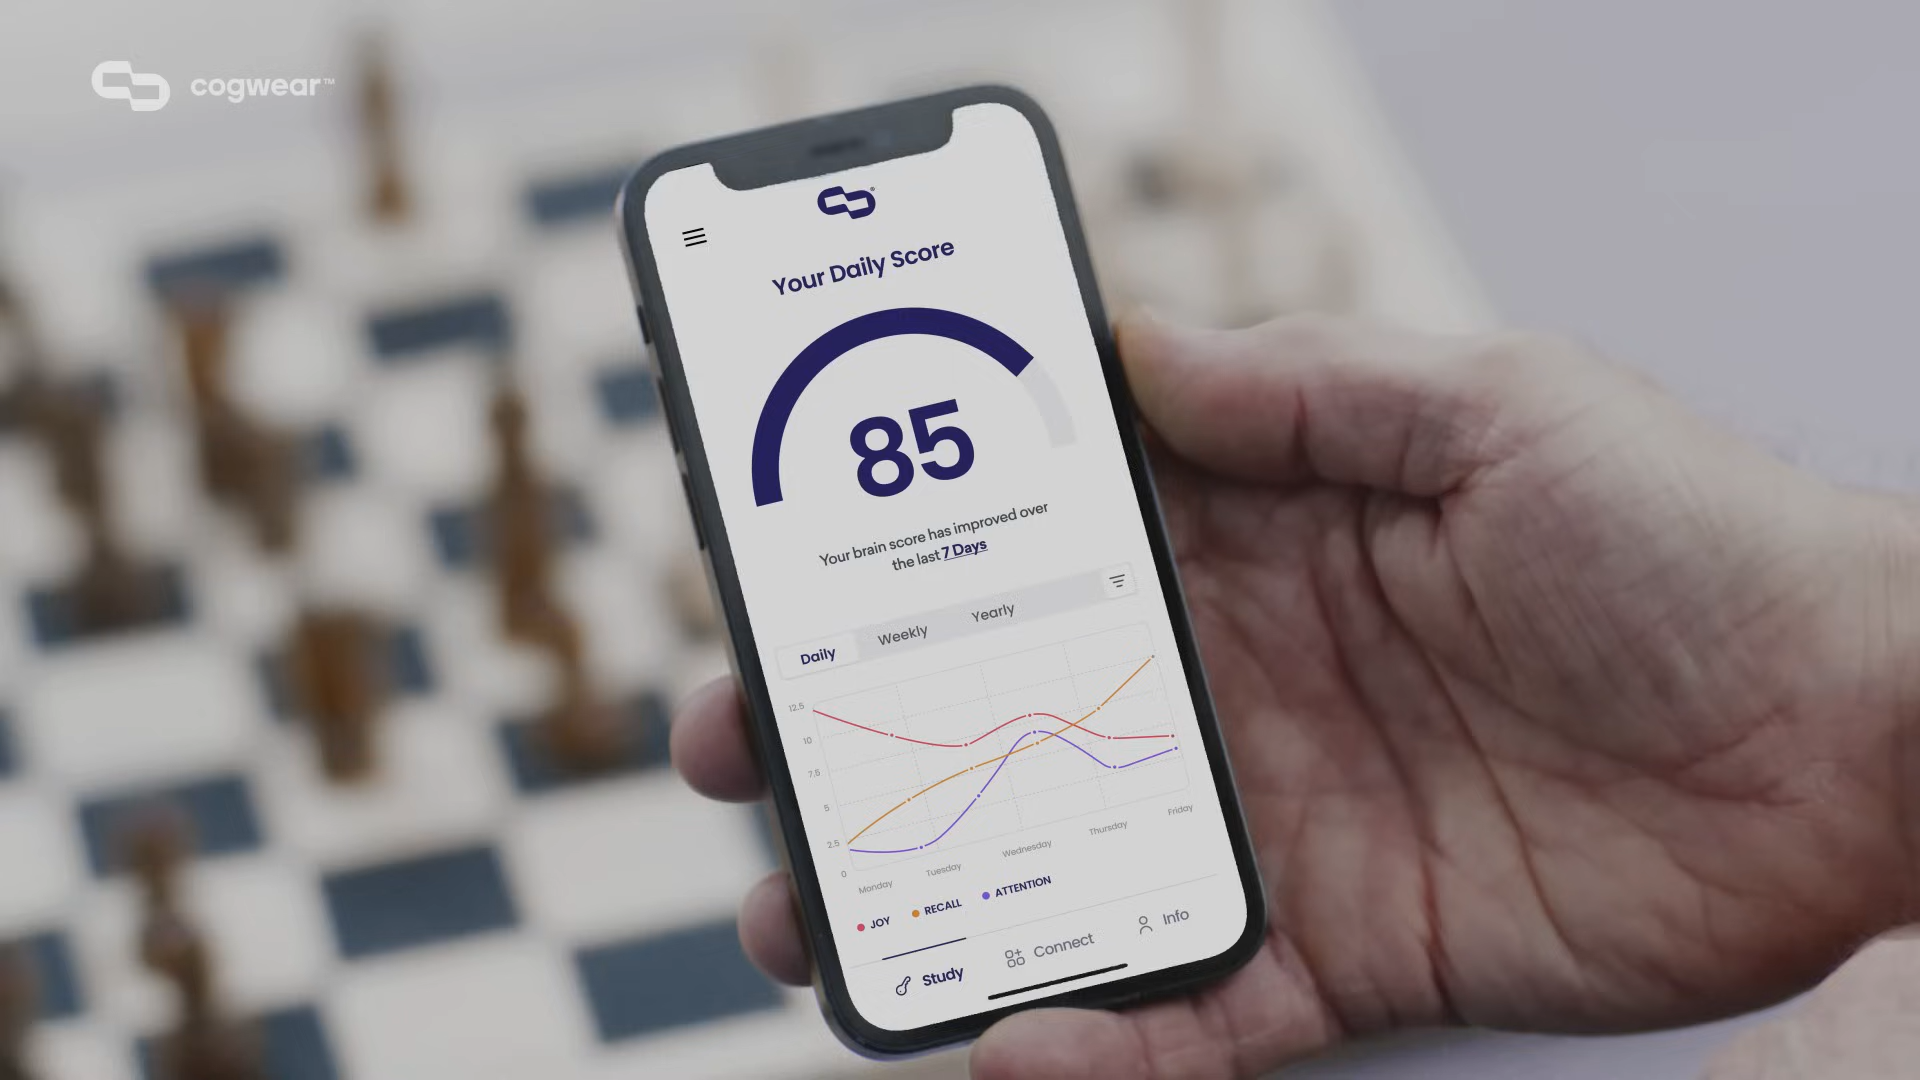 cogwear™
Your Daily Score
85
Your brain score has improved over
the last 7 Days
Daily Weekly Yearly
12.5
10
7.5
5
2.5
0
Monday Tuesday Wednesday Thursday Friday
JOY RECALL ATTENTION
Study Connect Info